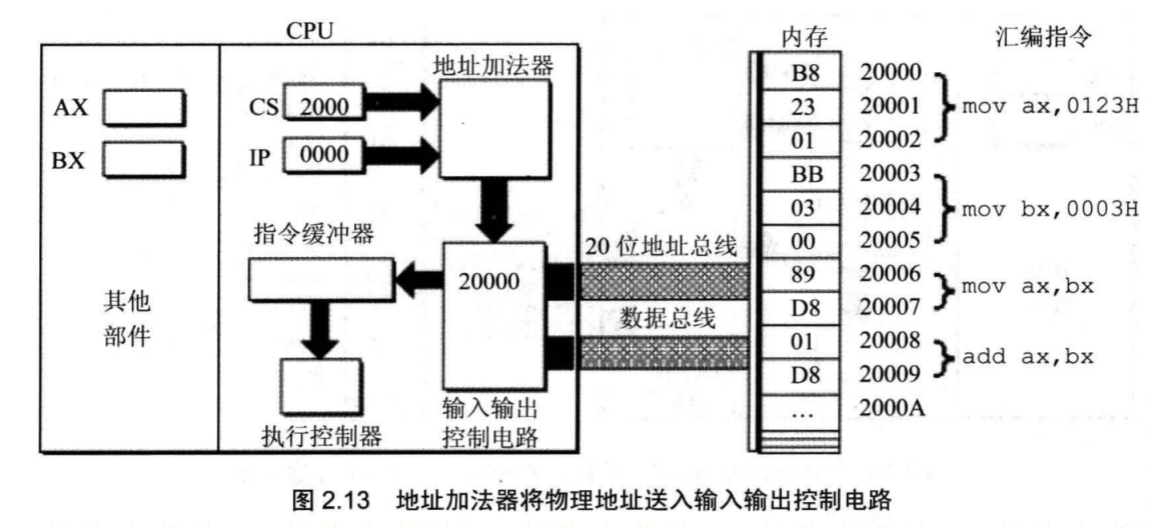 CPU
内存
汇编指令
地址加法器
AX
BX
CS
2000
IP
0000
B8 20000
23 20001
01 20002
mov ax,0123H
BB 20003
03 20004
00 20005
mov bx,0003H
89 20006
D8 20007
mov ax,bx
01 20008
D8 20009
add ax,bx
… 2000A
指令缓冲器
20000
20 位地址总线
数据总线
其他
部件
执行控制器
输入输出
控制电路
图 2.13 地址加法器将物理地址送入输入输出控制电路